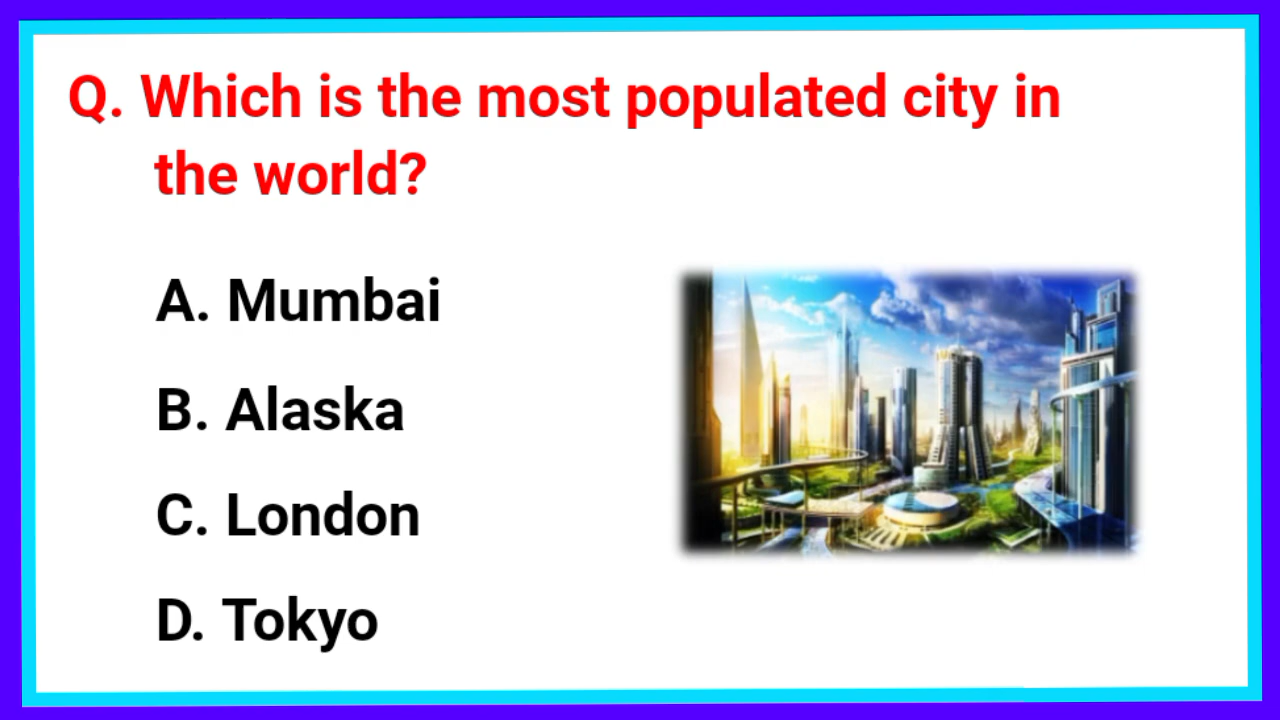 Q. Which is the most populated city in
the world?
A. Mumbai
B. Alaska
C. London
D. Tokyo